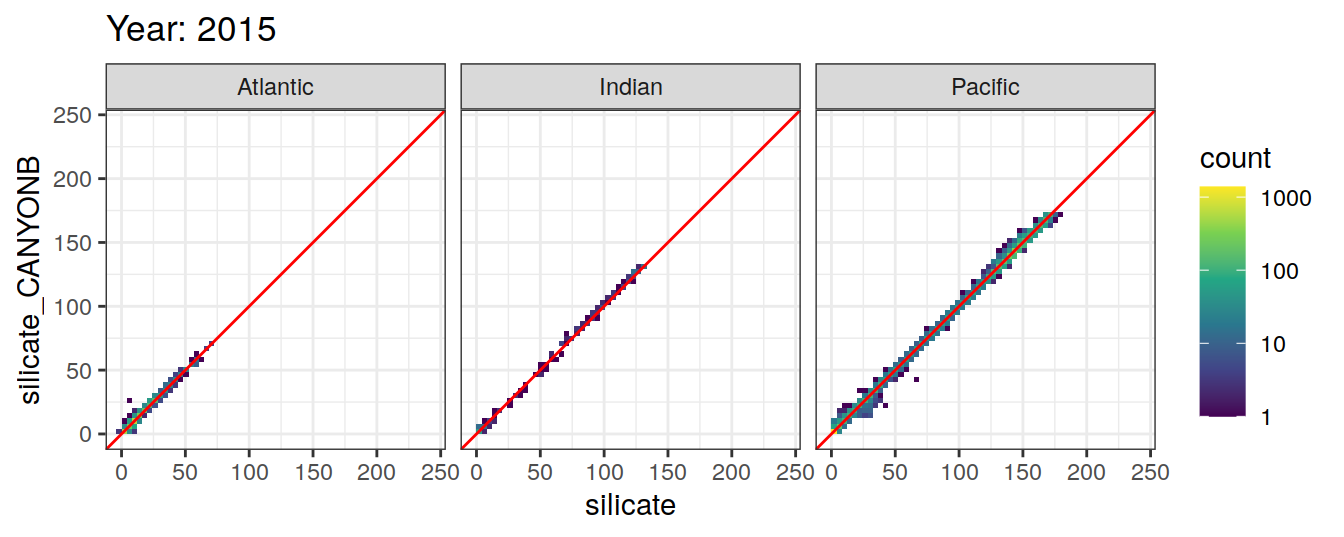 Year: 2015
Atlantic
Indian
Pacific
silicate_CANYONB
250
200
150
100
50
0
0 50 100 150 200 250
0 50 100 150 200 250
0 50 100 150 200 250
silicate
count
1000
100
10
1